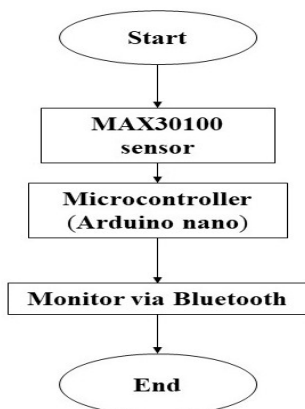 Start
MAX30100
sensor
Microcontroller
(Arduino nano)
Monitor via Bluetooth
End